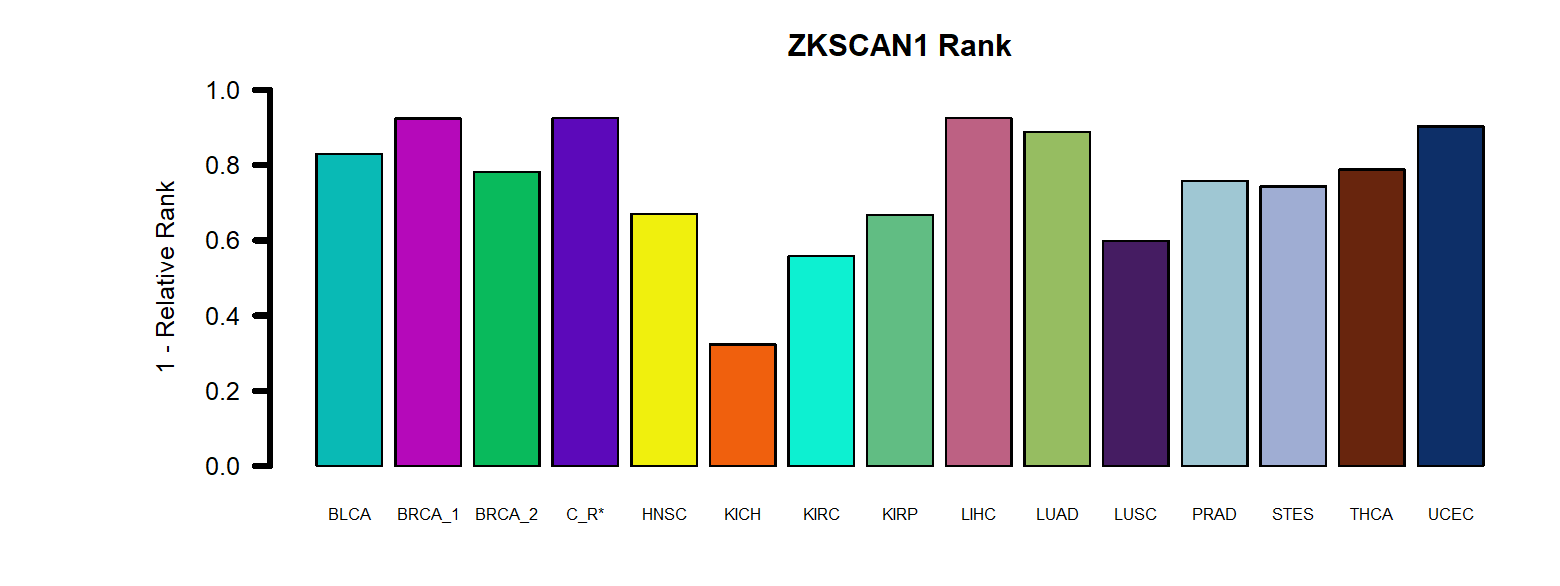 ZKSCAN1 Rank
1 - Relative Rank
1.0
0.8
0.6
0.4
0.2
0.0
BLCA BRCA_1 BRCA_2 C_R* HNSC KICH KIRC KIRP LIHC LUAD LUSC PRAD STES THCA UCEC